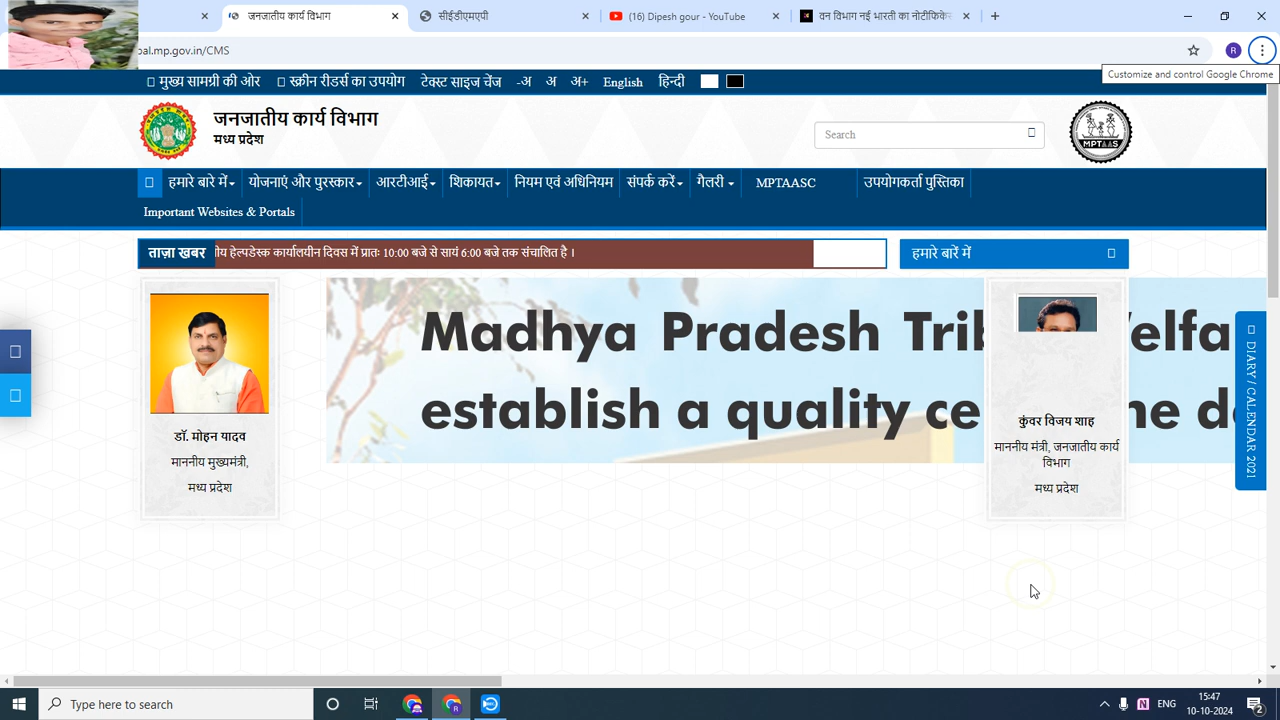 जनजातीय कार्य विभाग
सीईडीएमएपी
(16) Dipesh gour - YouTube
वन विभाग नई भारती का नोटीफिके
pal.mp.gov.in/CMS
R
Customize and control Google Chrome
मुख्य सामग्री की ओर
स्क्रीन रीडर्स का उपयोग
टेक्स्ट साइज चेंज
-अ
अ
अ+
English
हिन्दी
जनजातीय कार्य विभाग
मध्य प्रदेश
Search
MPTAAS
हमारे बारे में
योजनाएं और पुरस्कार
आरटीआई
शिकायत
नियम एवं अधिनियम
संपर्क करें
गैलरी
MPTAASC
उपयोगकर्ता पुस्तिका
Important Websites & Portals
ताज़ा खबर
ीय हेल्पडेस्क कार्यालयीन दिवस में प्रातः 10:00 बजे से सायं 6:00 बजे तक संचालित है ।
हमारे बारें में
Madhya Pradesh Trib
elfa
establish a quality ce
ne d
डॉ. मोहन यादव
माननीय मुख्यमंत्री,
मध्य प्रदेश
कुंवर विजय शाह
माननीय मंत्री, जनजातीय कार्य
विभाग
मध्य प्रदेश
DIARY / CALENDAR 2021
Type here to search
ENG
15:47
10-10-2024
2